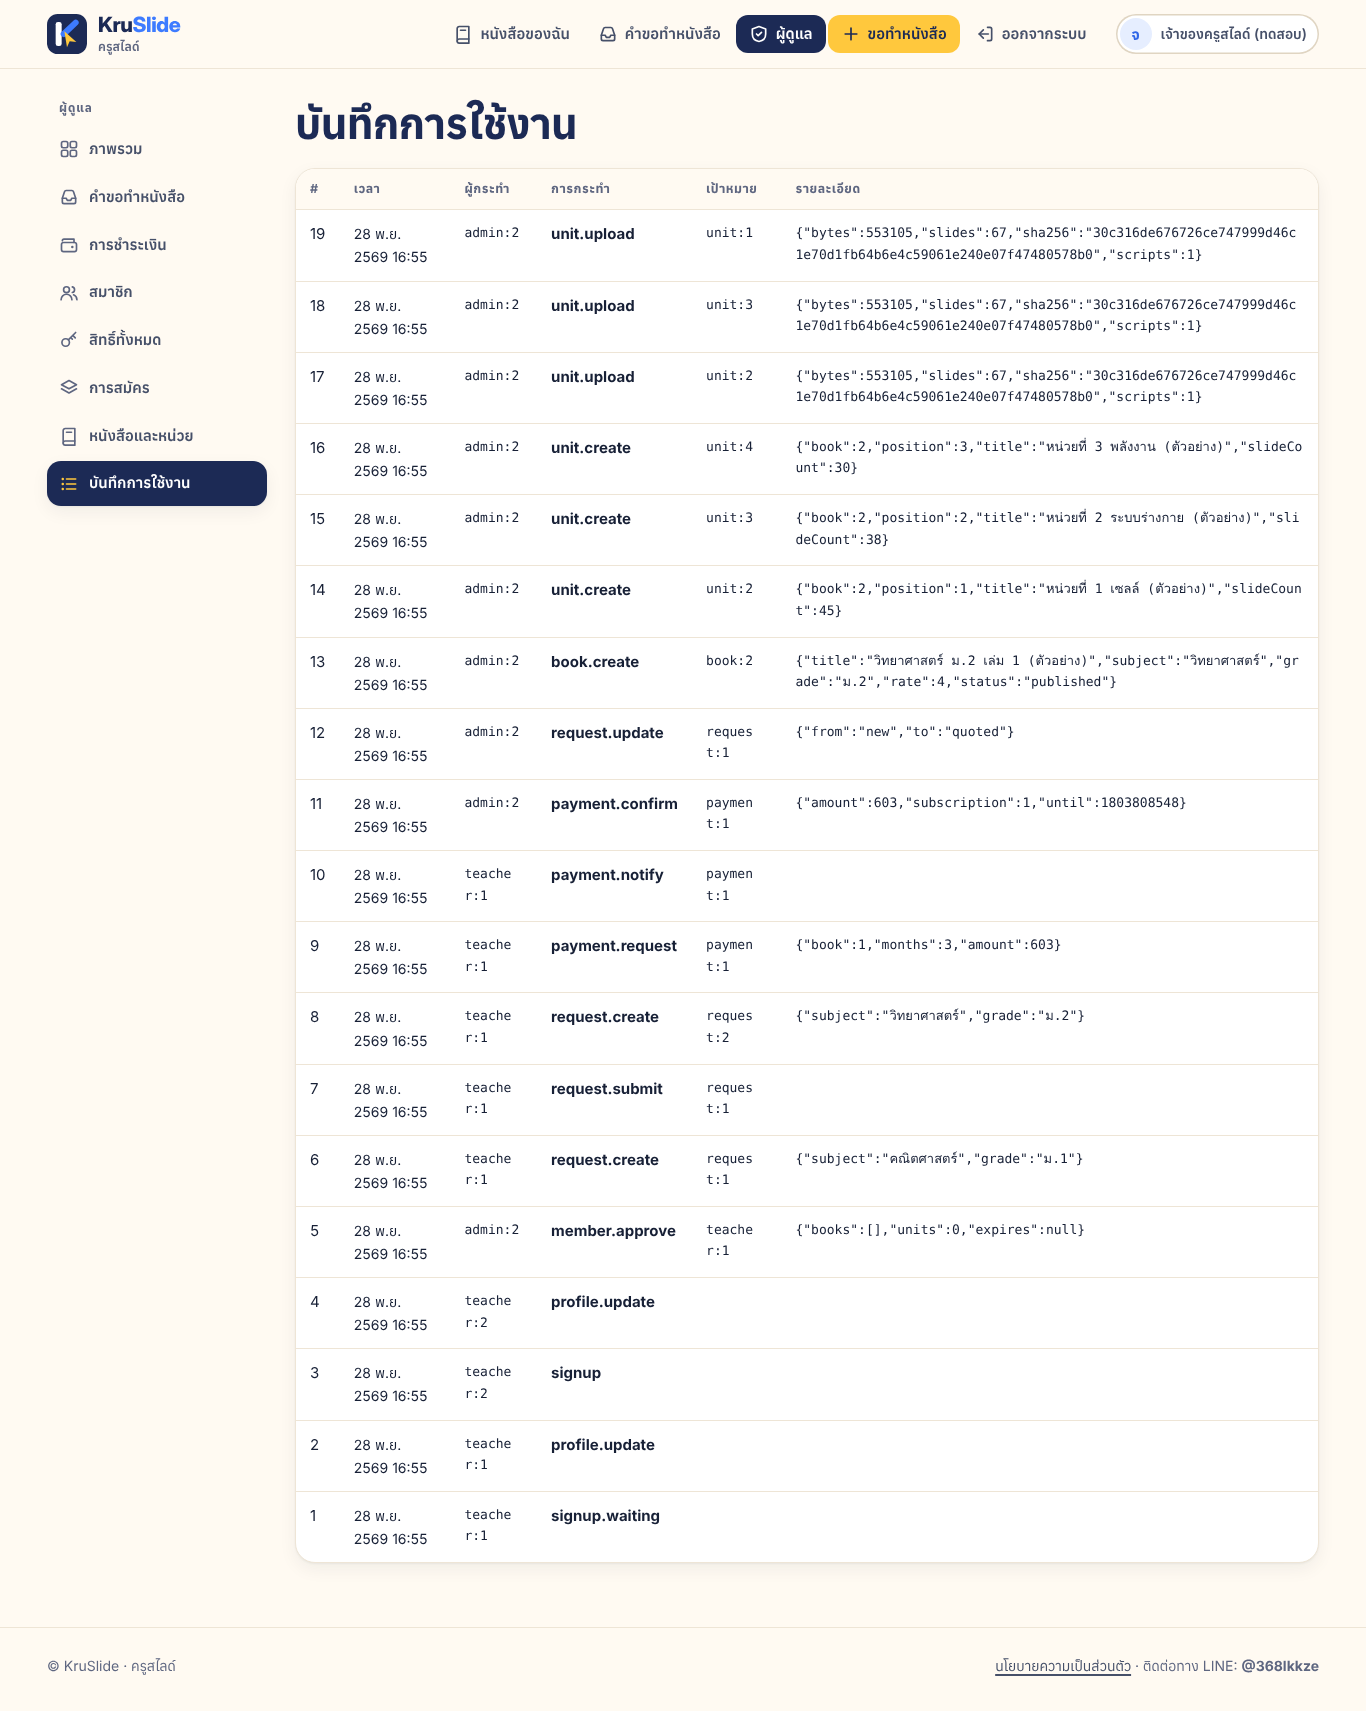 KruSlide
ครูสไลด์
หนังสือของฉัน
คำขอทำหนังสือ
ผู้ดูแล
ขอทำหนังสือ
ออกจากระบบ
จ เจ้าของครูสไลด์ (ทดสอบ)
ผู้ดูแล
ภาพรวม
คำขอทำหนังสือ
การชำระเงิน
สมาชิก
สิทธิ์ทั้งหมด
การสมัคร
หนังสือและหน่วย
บันทึกการใช้งาน
บันทึกการใช้งาน
# เวลา ผู้กระทำ การกระทำ เป้าหมาย รายละเอียด
19 28 พ.ย. admin:2 unit.upload unit:1 {"bytes":553105,"slides":67,"sha256":"30c316de676726ce747999d46c
2569 16:55 1e70d1fb64b6e4c59061e240e07f47480578b0","scripts":1}
18 28 พ.ย. admin:2 unit.upload unit:3 {"bytes":553105,"slides":67,"sha256":"30c316de676726ce747999d46c
2569 16:55 1e70d1fb64b6e4c59061e240e07f47480578b0","scripts":1}
17 28 พ.ย. admin:2 unit.upload unit:2 {"bytes":553105,"slides":67,"sha256":"30c316de676726ce747999d46c
2569 16:55 1e70d1fb64b6e4c59061e240e07f47480578b0","scripts":1}
16 28 พ.ย. admin:2 unit.create unit:4 {"book":2,"position":3,"title":"หน่วยที่ 3 พลังงาน (ตัวอย่าง)","slideCo
2569 16:55 unt":30}
15 28 พ.ย. admin:2 unit.create unit:3 {"book":2,"position":2,"title":"หน่วยที่ 2 ระบบร่างกาย (ตัวอย่าง)","sli
2569 16:55 deCount":38}
14 28 พ.ย. admin:2 unit.create unit:2 {"book":2,"position":1,"title":"หน่วยที่ 1 เซลล์ (ตัวอย่าง)","slideCoun
2569 16:55 t":45}
13 28 พ.ย. admin:2 book.create book:2 {"title":"วิทยาศาสตร์ ม.2 เล่ม 1 (ตัวอย่าง)","subject":"วิทยาศาสตร์","gr
2569 16:55 ade":"ม.2","rate":4,"status":"published"}
12 28 พ.ย. admin:2 request.update reques {"from":"new","to":"quoted"}
2569 16:55 t:1
11 28 พ.ย. admin:2 payment.confirm paymen {"amount":603,"subscription":1,"until":1803808548}
2569 16:55 t:1
10 28 พ.ย. teache payment.notify paymen
2569 16:55 r:1 t:1
9 28 พ.ย. teache payment.request paymen {"book":1,"months":3,"amount":603}
2569 16:55 r:1 t:1
8 28 พ.ย. teache request.create reques {"subject":"วิทยาศาสตร์","grade":"ม.2"}
2569 16:55 r:1 t:2
7 28 พ.ย. teache request.submit reques
2569 16:55 r:1 t:1
6 28 พ.ย. teache request.create reques {"subject":"คณิตศาสตร์","grade":"ม.1"}
2569 16:55 r:1 t:1
5 28 พ.ย. admin:2 member.approve teache {"books":[],"units":0,"expires":null}
2569 16:55 r:1
4 28 พ.ย. teache profile.update
2569 16:55 r:2
3 28 พ.ย. teache signup
2569 16:55 r:2
2 28 พ.ย. teache profile.update
2569 16:55 r:1
1 28 พ.ย. teache signup.waiting
2569 16:55 r:1
© KruSlide · ครูสไลด์
นโยบายความเป็นส่วนตัว · ติดต่อทาง LINE: @368lkkze